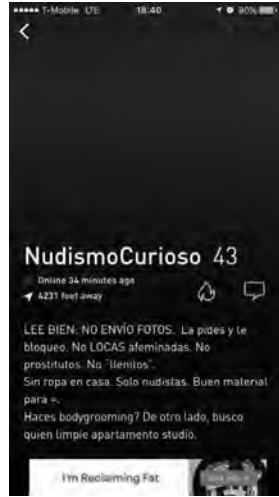 T-Mobile LTE 18:40 90%
NudismoCurioso 43
Online 34 minutes ago
4231 feet away
LEE BIEN: NO ENVÍO FOTOS. La pides y te
bloqueo. No LOCAS afeminadas. No
prostitutos. No "llenitos".
Sin ropa en casa. Solo nudistas. Buen material
para =.
Haces bodygrooming? De otro lado, busco
quien limpie apartamento studio.
I'm Reclaiming Fat